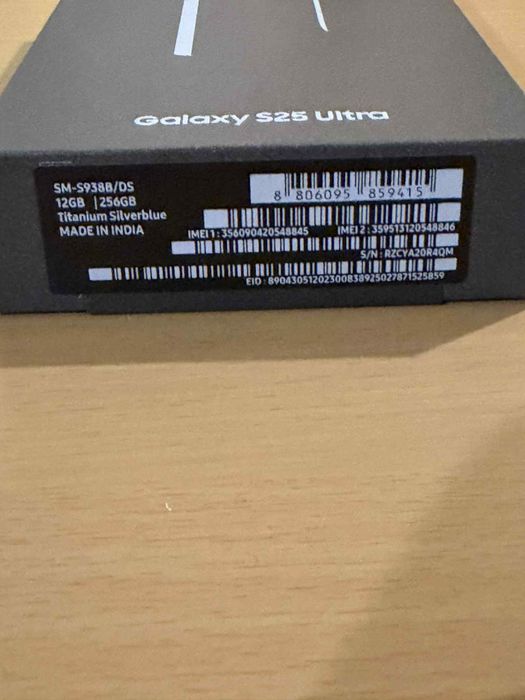 Galaxy S25 Ultra
SM-S938B/DS
12GB | 256GB
Titanium Silverblue
MADE IN INDIA
8 806095 859415
IMEI 1 : 356090420548845 IMEI 2 : 359513120548846
S/N : RZCYA20R4QM
EID : 89043051202300838925027871525859